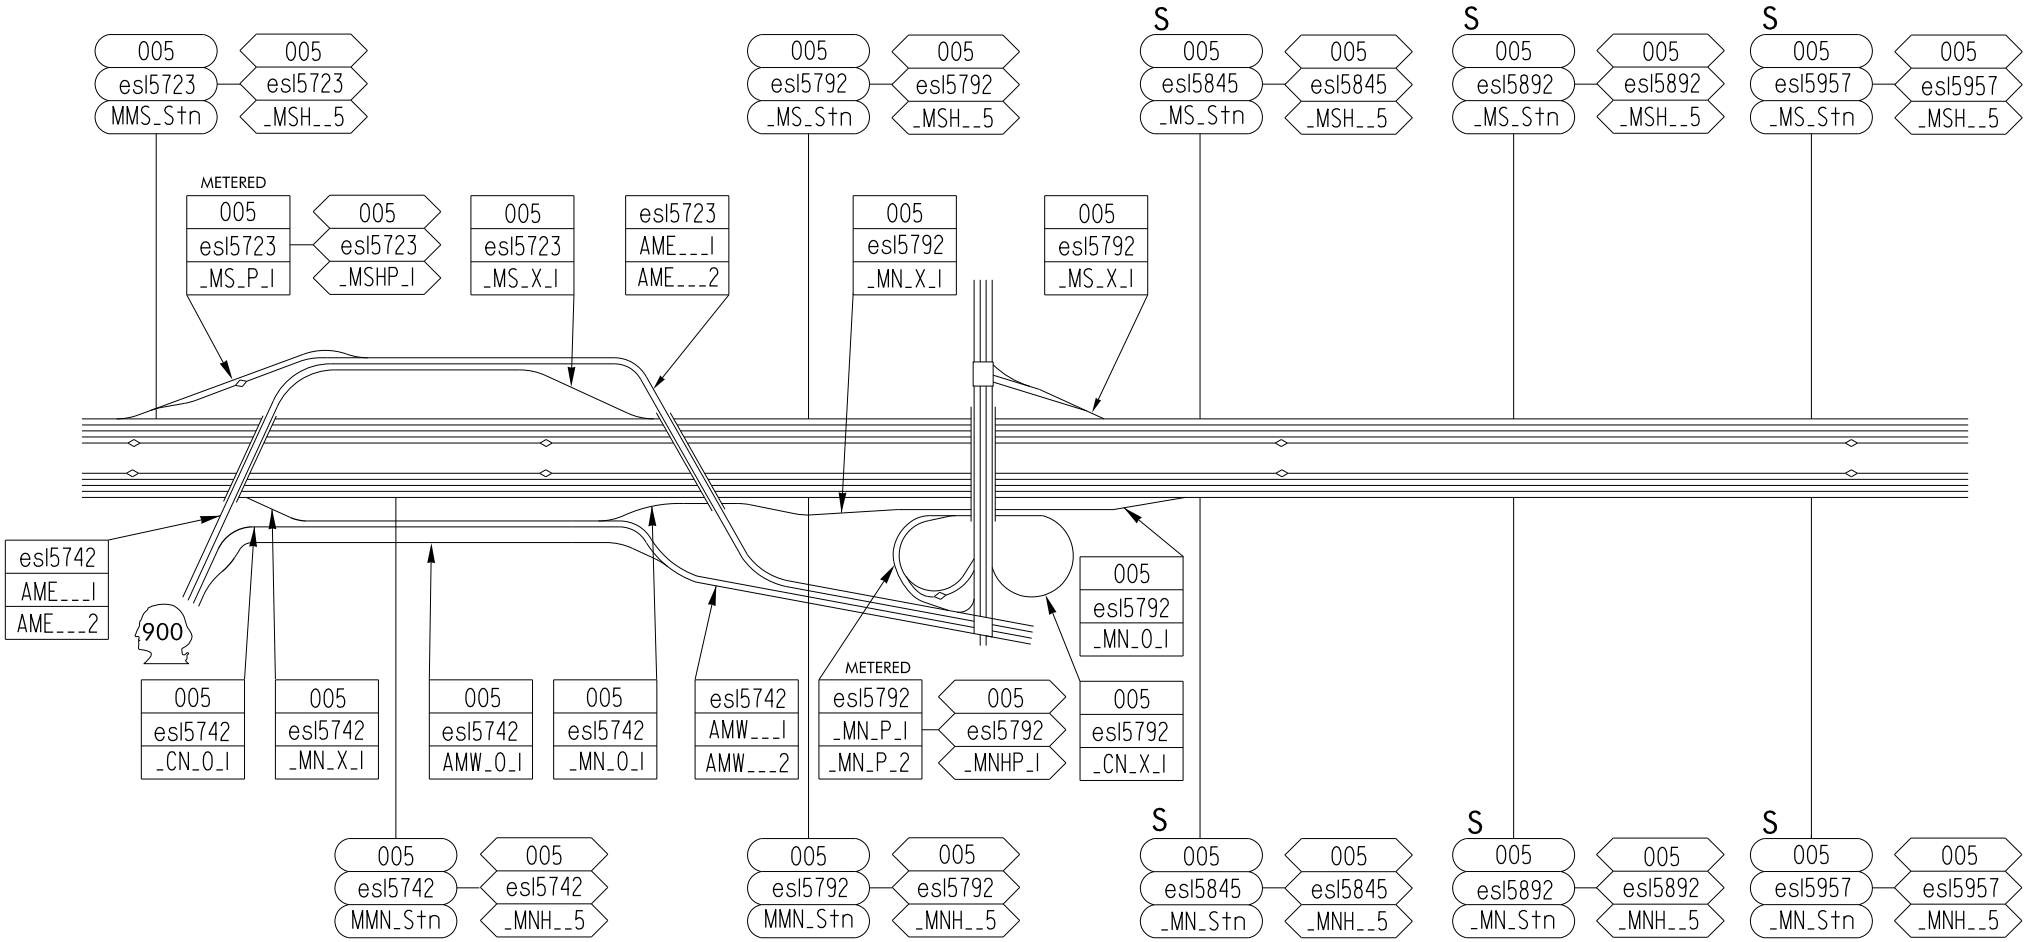 S
S
S
005
esl5723
MMS_Stn
005
esl5723
_MSH__5
005
esl5792
_MS_Stn
005
esl5792
_MSH__5
005
esl5845
_MS_Stn
005
esl5845
_MSH__5
005
esl5892
_MS_Stn
005
esl5892
_MSH__5
005
esl5957
_MS_Stn
005
esl5957
_MSH__5
METERED
005
esl5723
_MS_P_1
005
esl5723
_MSHP_1
005
esl5723
_MS_X_1
esl5723
AME___1
AME___2
005
esl5792
_MN_X_1
005
esl5792
_MS_X_1
esl5742
AME___1
AME___2
900
005
esl5792
_MN_O_1
005
esl5742
_CN_O_1
005
esl5742
_MN_X_1
005
esl5742
AMW_O_1
005
esl5742
_MN_O_1
esl5742
AMW___1
AMW___2
METERED
esl5792
_MN_P_1
_MN_P_2
005
esl5792
_MNHP_1
005
esl5792
_CN_X_1
S
S
S
005
esl5742
MMN_Stn
005
esl5742
_MNH__5
005
esl5792
MMN_Stn
005
esl5792
_MNH__5
005
esl5845
_MN_Stn
005
esl5845
_MNH__5
005
esl5892
_MN_Stn
005
esl5892
_MNH__5
005
esl5957
_MN_Stn
005
esl5957
_MNH__5